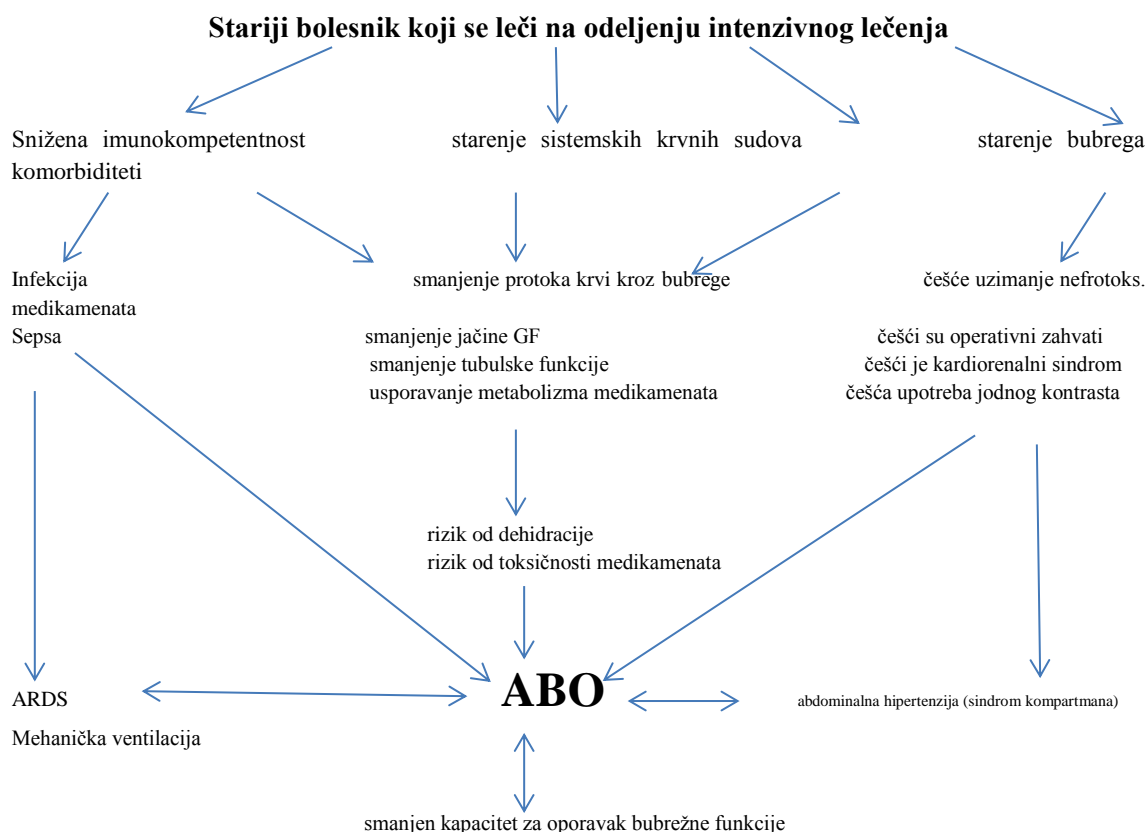 Stariji bolesnik koji se leči na odeljenju intenzivnog lečenja
Snižena imunokompetentnost
komorbiditeti
starenje sistemskih krvnih sudova
starenje bubrega
Infekcija
medikamenata
Sepsa
smanjenje protoka krvi kroz bubrege
smanjenje jačine GF
smanjenje tubulske funkcije
usporavanje metabolizma medikamenata
češće uzimanje nefrotoks.
češći su operativni zahvati
češći je kardiorenalni sindrom
češća upotreba jodnog kontrasta
rizik od dehidracije
rizik od toksičnosti medikamenata
ARDS
Mehanička ventilacija
ABO
abdominalna hipertenzija (sindrom kompartmana)
smanjen kapacitet za oporavak bubrežne funkcije